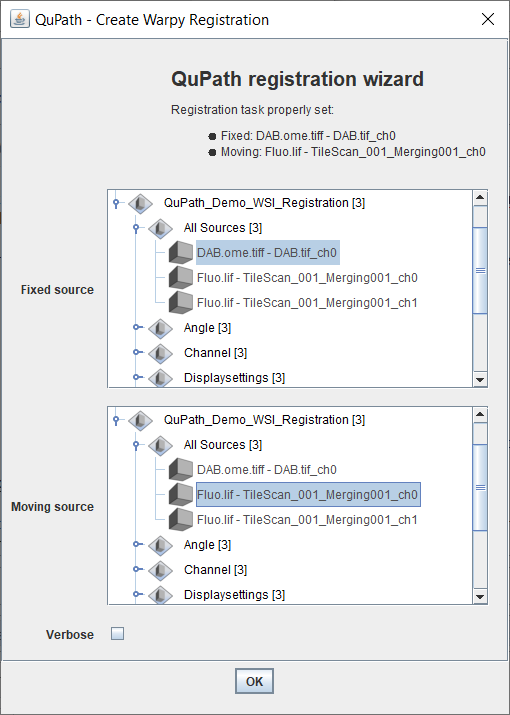 QuPath - Create Warpy Registration
QuPath registration wizard
Registration task properly set:
Fixed: DAB.ome.tiff - DAB.tif_ch0
Moving: Fluo.lif - TileScan_001_Merging001_ch0
Fixed source
QuPath_Demo_WSI_Registration [3]
All Sources [3]
DAB.ome.tiff - DAB.tif_ch0
Fluo.lif - TileScan_001_Merging001_ch0
Fluo.lif - TileScan_001_Merging001_ch1
Angle [3]
Channel [3]
Displaysettings [3]
Moving source
QuPath_Demo_WSI_Registration [3]
All Sources [3]
DAB.ome.tiff - DAB.tif_ch0
Fluo.lif - TileScan_001_Merging001_ch0
Fluo.lif - TileScan_001_Merging001_ch1
Angle [3]
Channel [3]
Displaysettings [3]
Verbose
OK